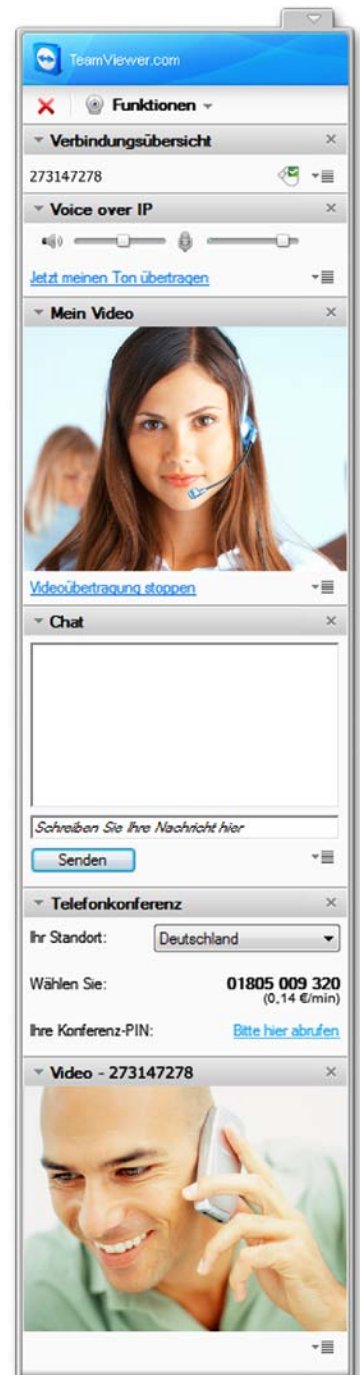 TeamViewer.com
Funktionen
Verbindungsübersicht
273147278
Voice over IP
Jetzt meinen Ton übertragen
Mein Video
Videoübertragung stoppen
Chat
Schreiben Sie Ihre Nachricht hier
Senden
Telefonkonferenz
Ihr Standort: Deutschland
Wählen Sie: 01805 009 320
(0,14 €/min)
Ihre Konferenz-PIN: Bitte hier abrufen
Video - 273147278